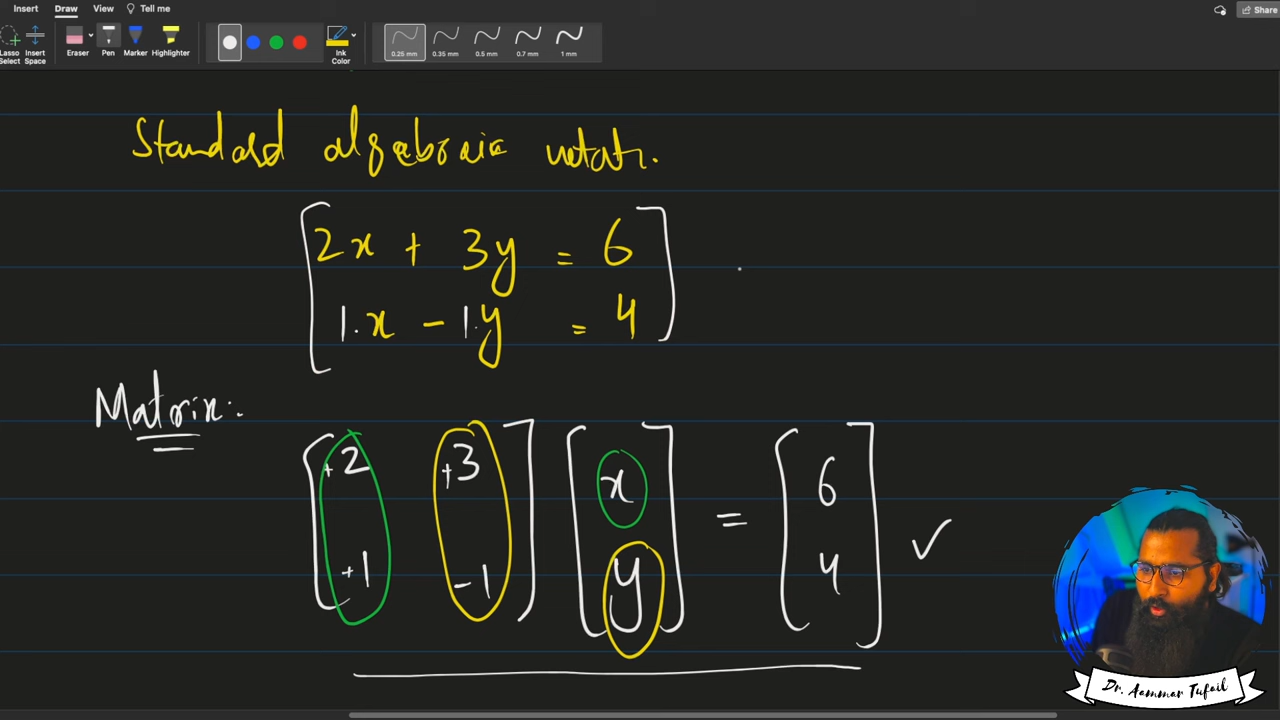 Insert Draw View Tell me Share
Lasso Select Insert Space Eraser Pen Marker Highlighter Ink Color 0.25 mm 0.35 mm 0.5 mm 0.7 mm 1 mm
Standard algebraic notatn.
2x + 3y = 6
1.x - 1.y = 4
Matrix:
[+2 +3] [x] = [6] ✓
[+1 -1] [y] [4]
Dr. Aammar Tufail